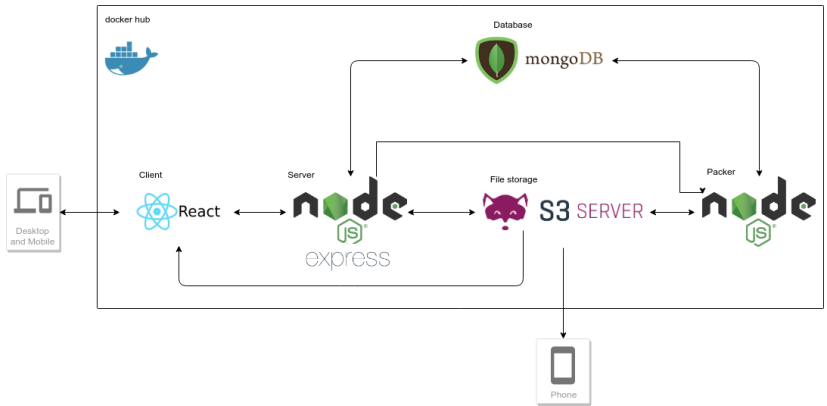 docker hub
Database
mongoDB
Client
Server
File storage
Packer
React
node
JS
express
S3 SERVER
node
JS
Desktop
and Mobile
Phone